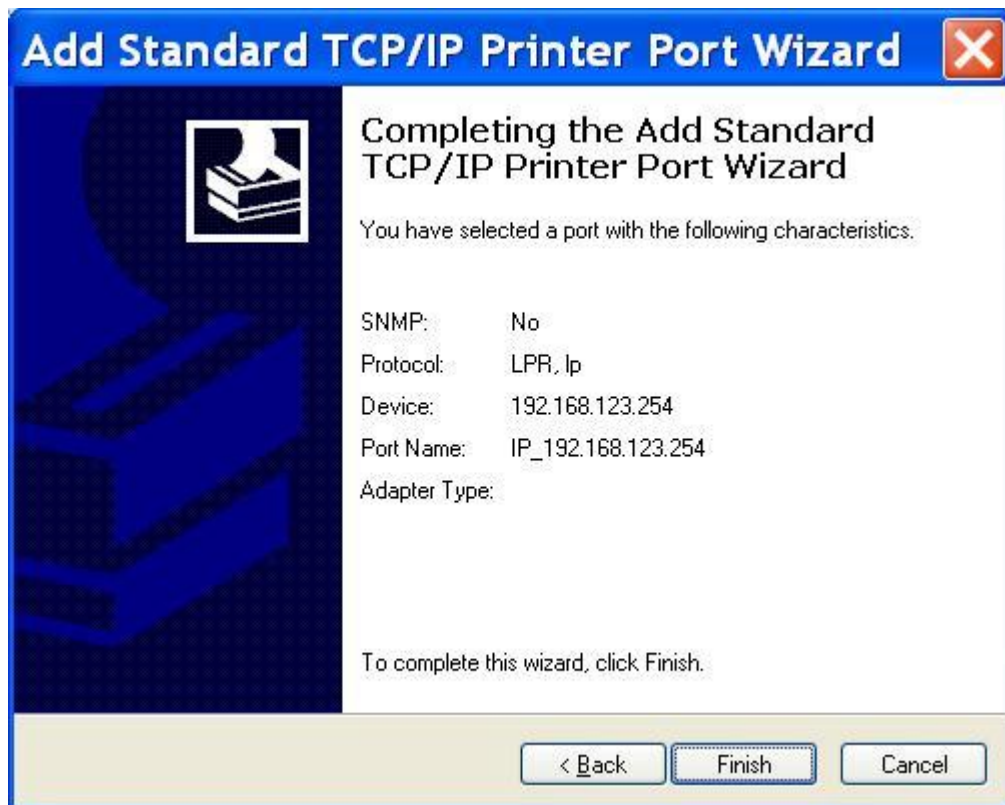 Add Standard TCP/IP Printer Port Wizard
Completing the Add Standard
TCP/IP Printer Port Wizard
You have selected a port with the following characteristics.
SNMP: No
Protocol: LPR, lp
Device: 192.168.123.254
Port Name: IP_192.168.123.254
Adapter Type:
To complete this wizard, click Finish.
< Back Finish Cancel